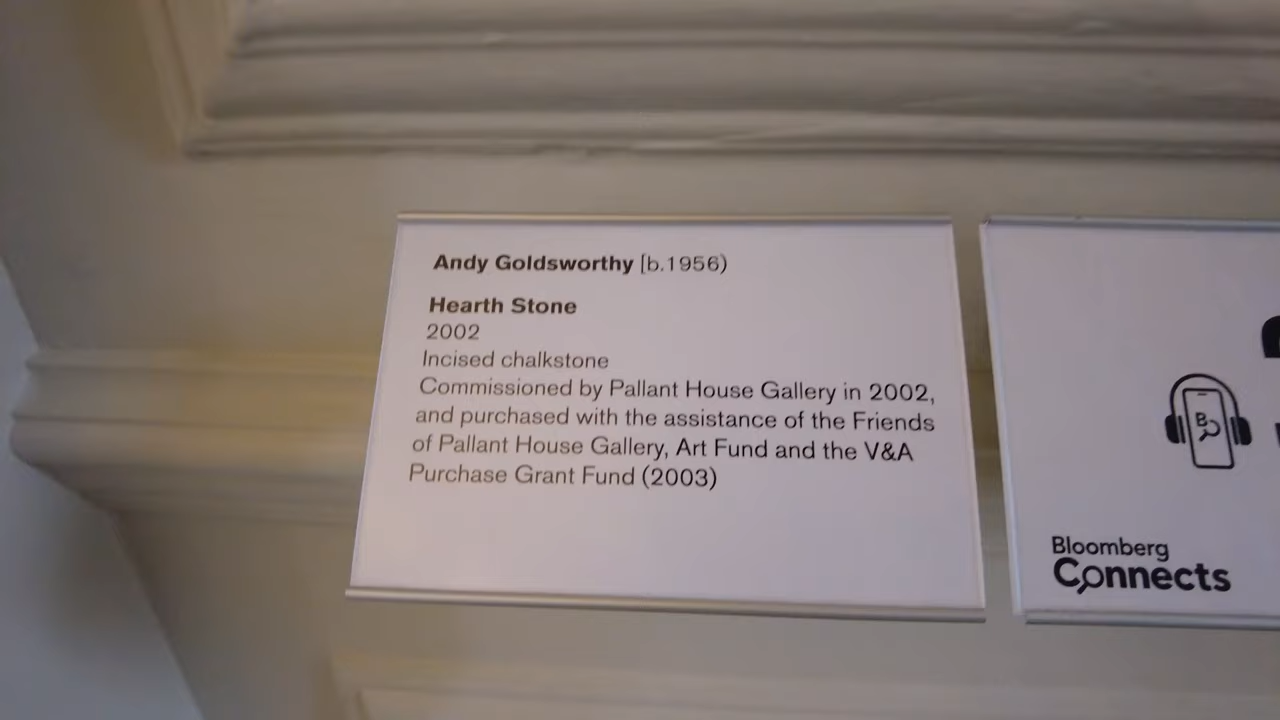 Andy Goldsworthy [b.1956)
Hearth Stone
2002
Incised chalkstone
Commissioned by Pallant House Gallery in 2002,
and purchased with the assistance of the Friends
of Pallant House Gallery, Art Fund and the V&A
Purchase Grant Fund (2003)
B
Bloomberg
Connects